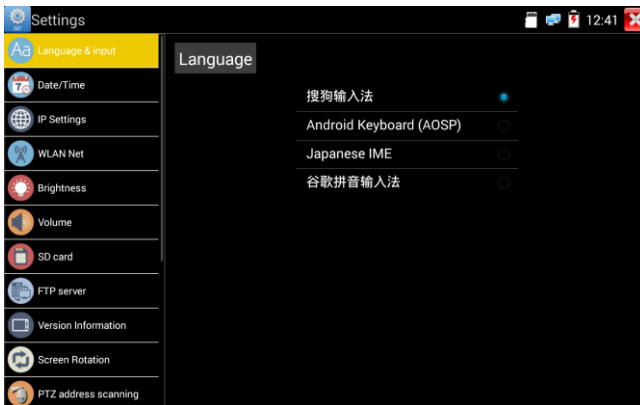 Settings
12:41
Language & input
Date/Time
IP Settings
WLAN Net
Brightness
Volume
SD card
FTP server
Version Information
Screen Rotation
PTZ address scanning
Language
搜狗输入法
Android Keyboard (AOSP)
Japanese IME
谷歌拼音输入法